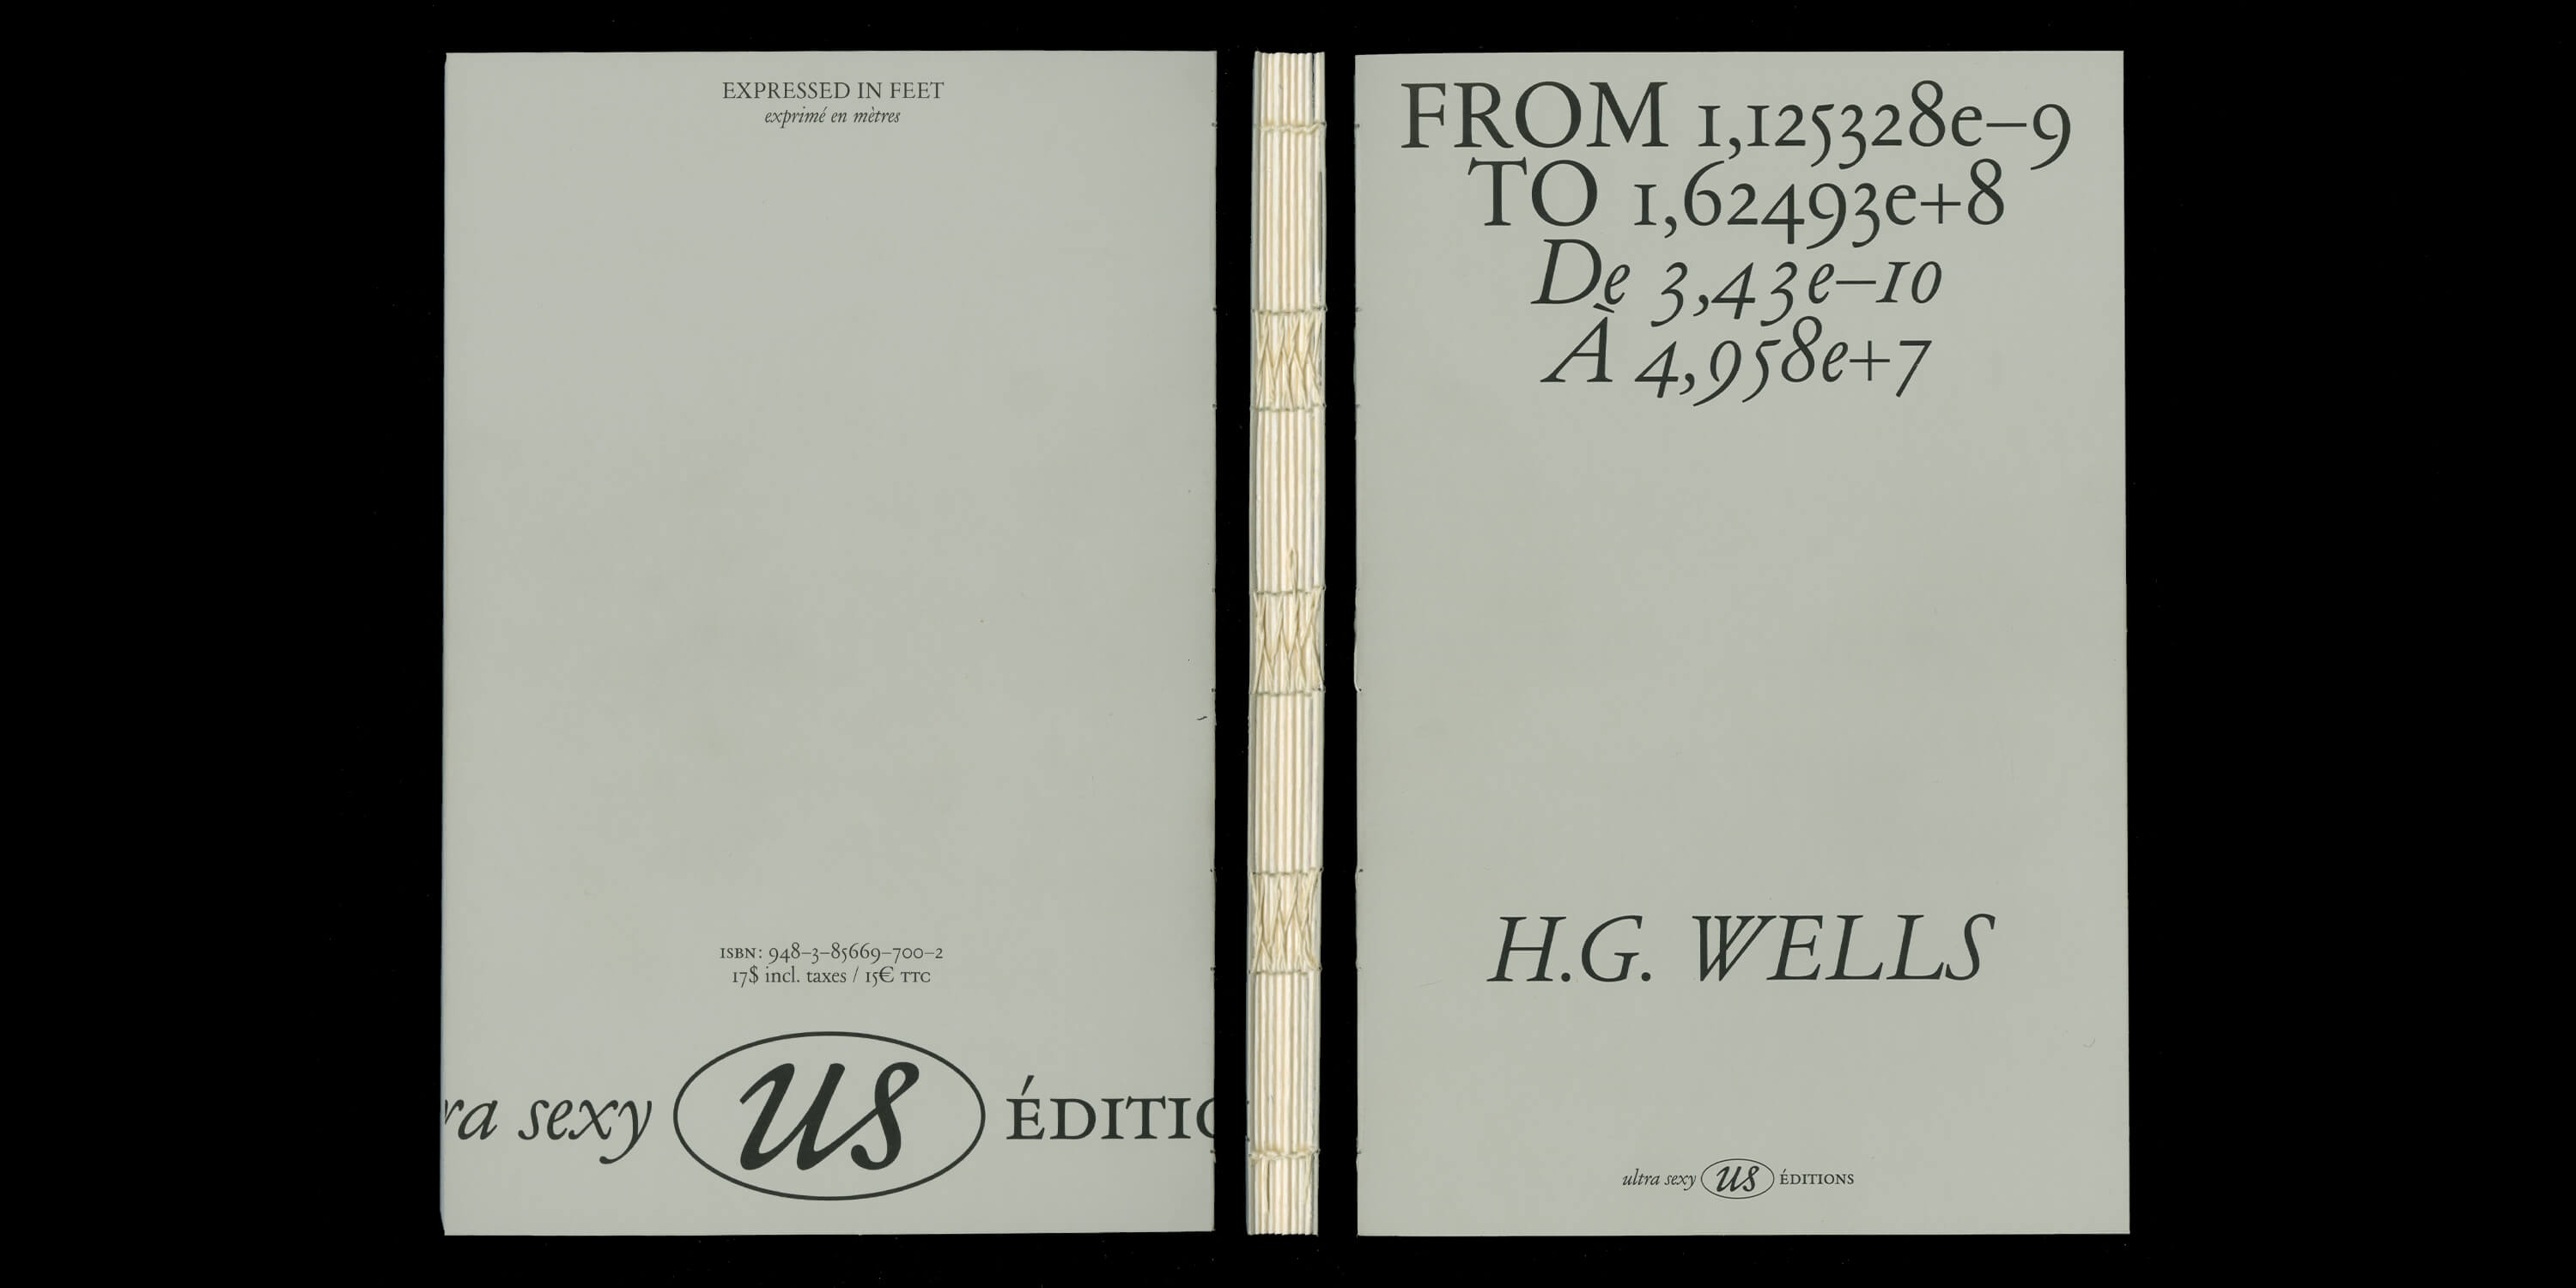 EXPRESSED IN FEET
exprimé en mètres
ISBN: 948–3–85669–700–2
17$ incl. taxes / 15€ TTC
ra sexy US ÉDITIO
FROM 1,125328e–9
TO 1,62493e+8
De 3,43e–10
À 4,958e+7
H.G. WELLS
ultra sexy US ÉDITIONS